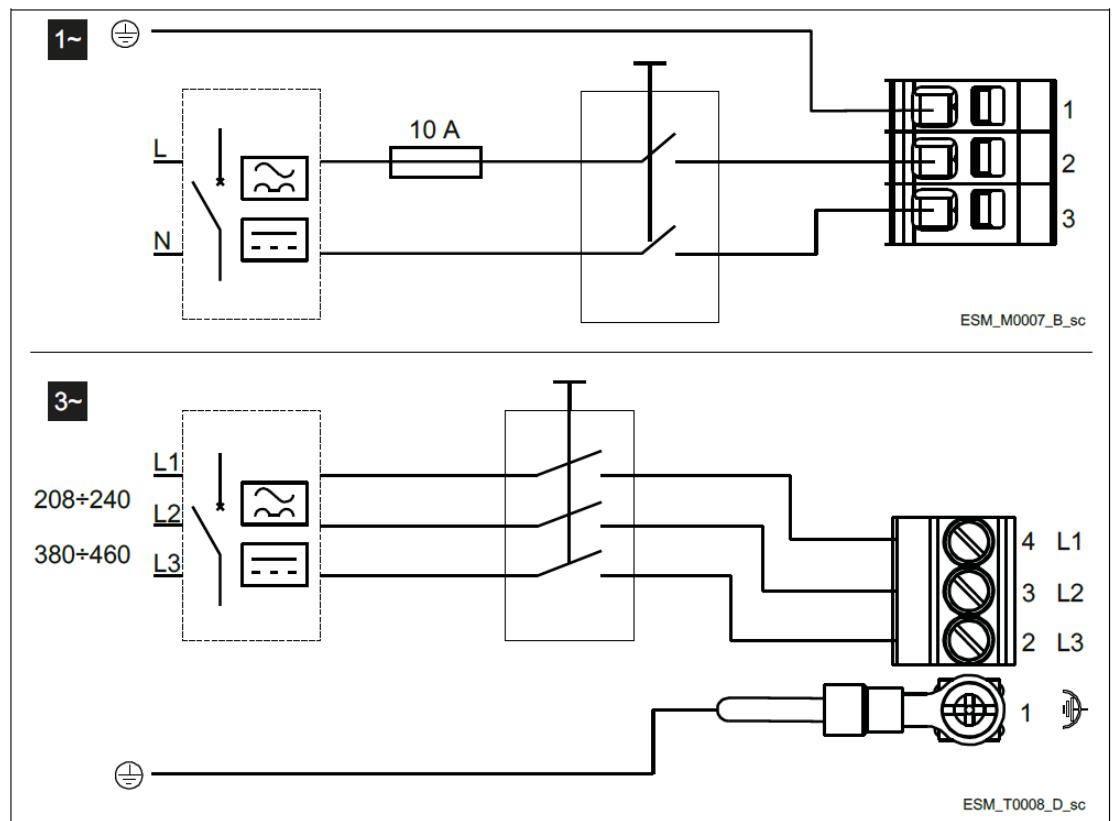 1~
10 A
L
N
1
2
3
ESM_M0007_B_sc
3~
L1
208÷240
L2
380÷460
L3
4 L1
3 L2
2 L3
1
ESM_T0008_D_sc